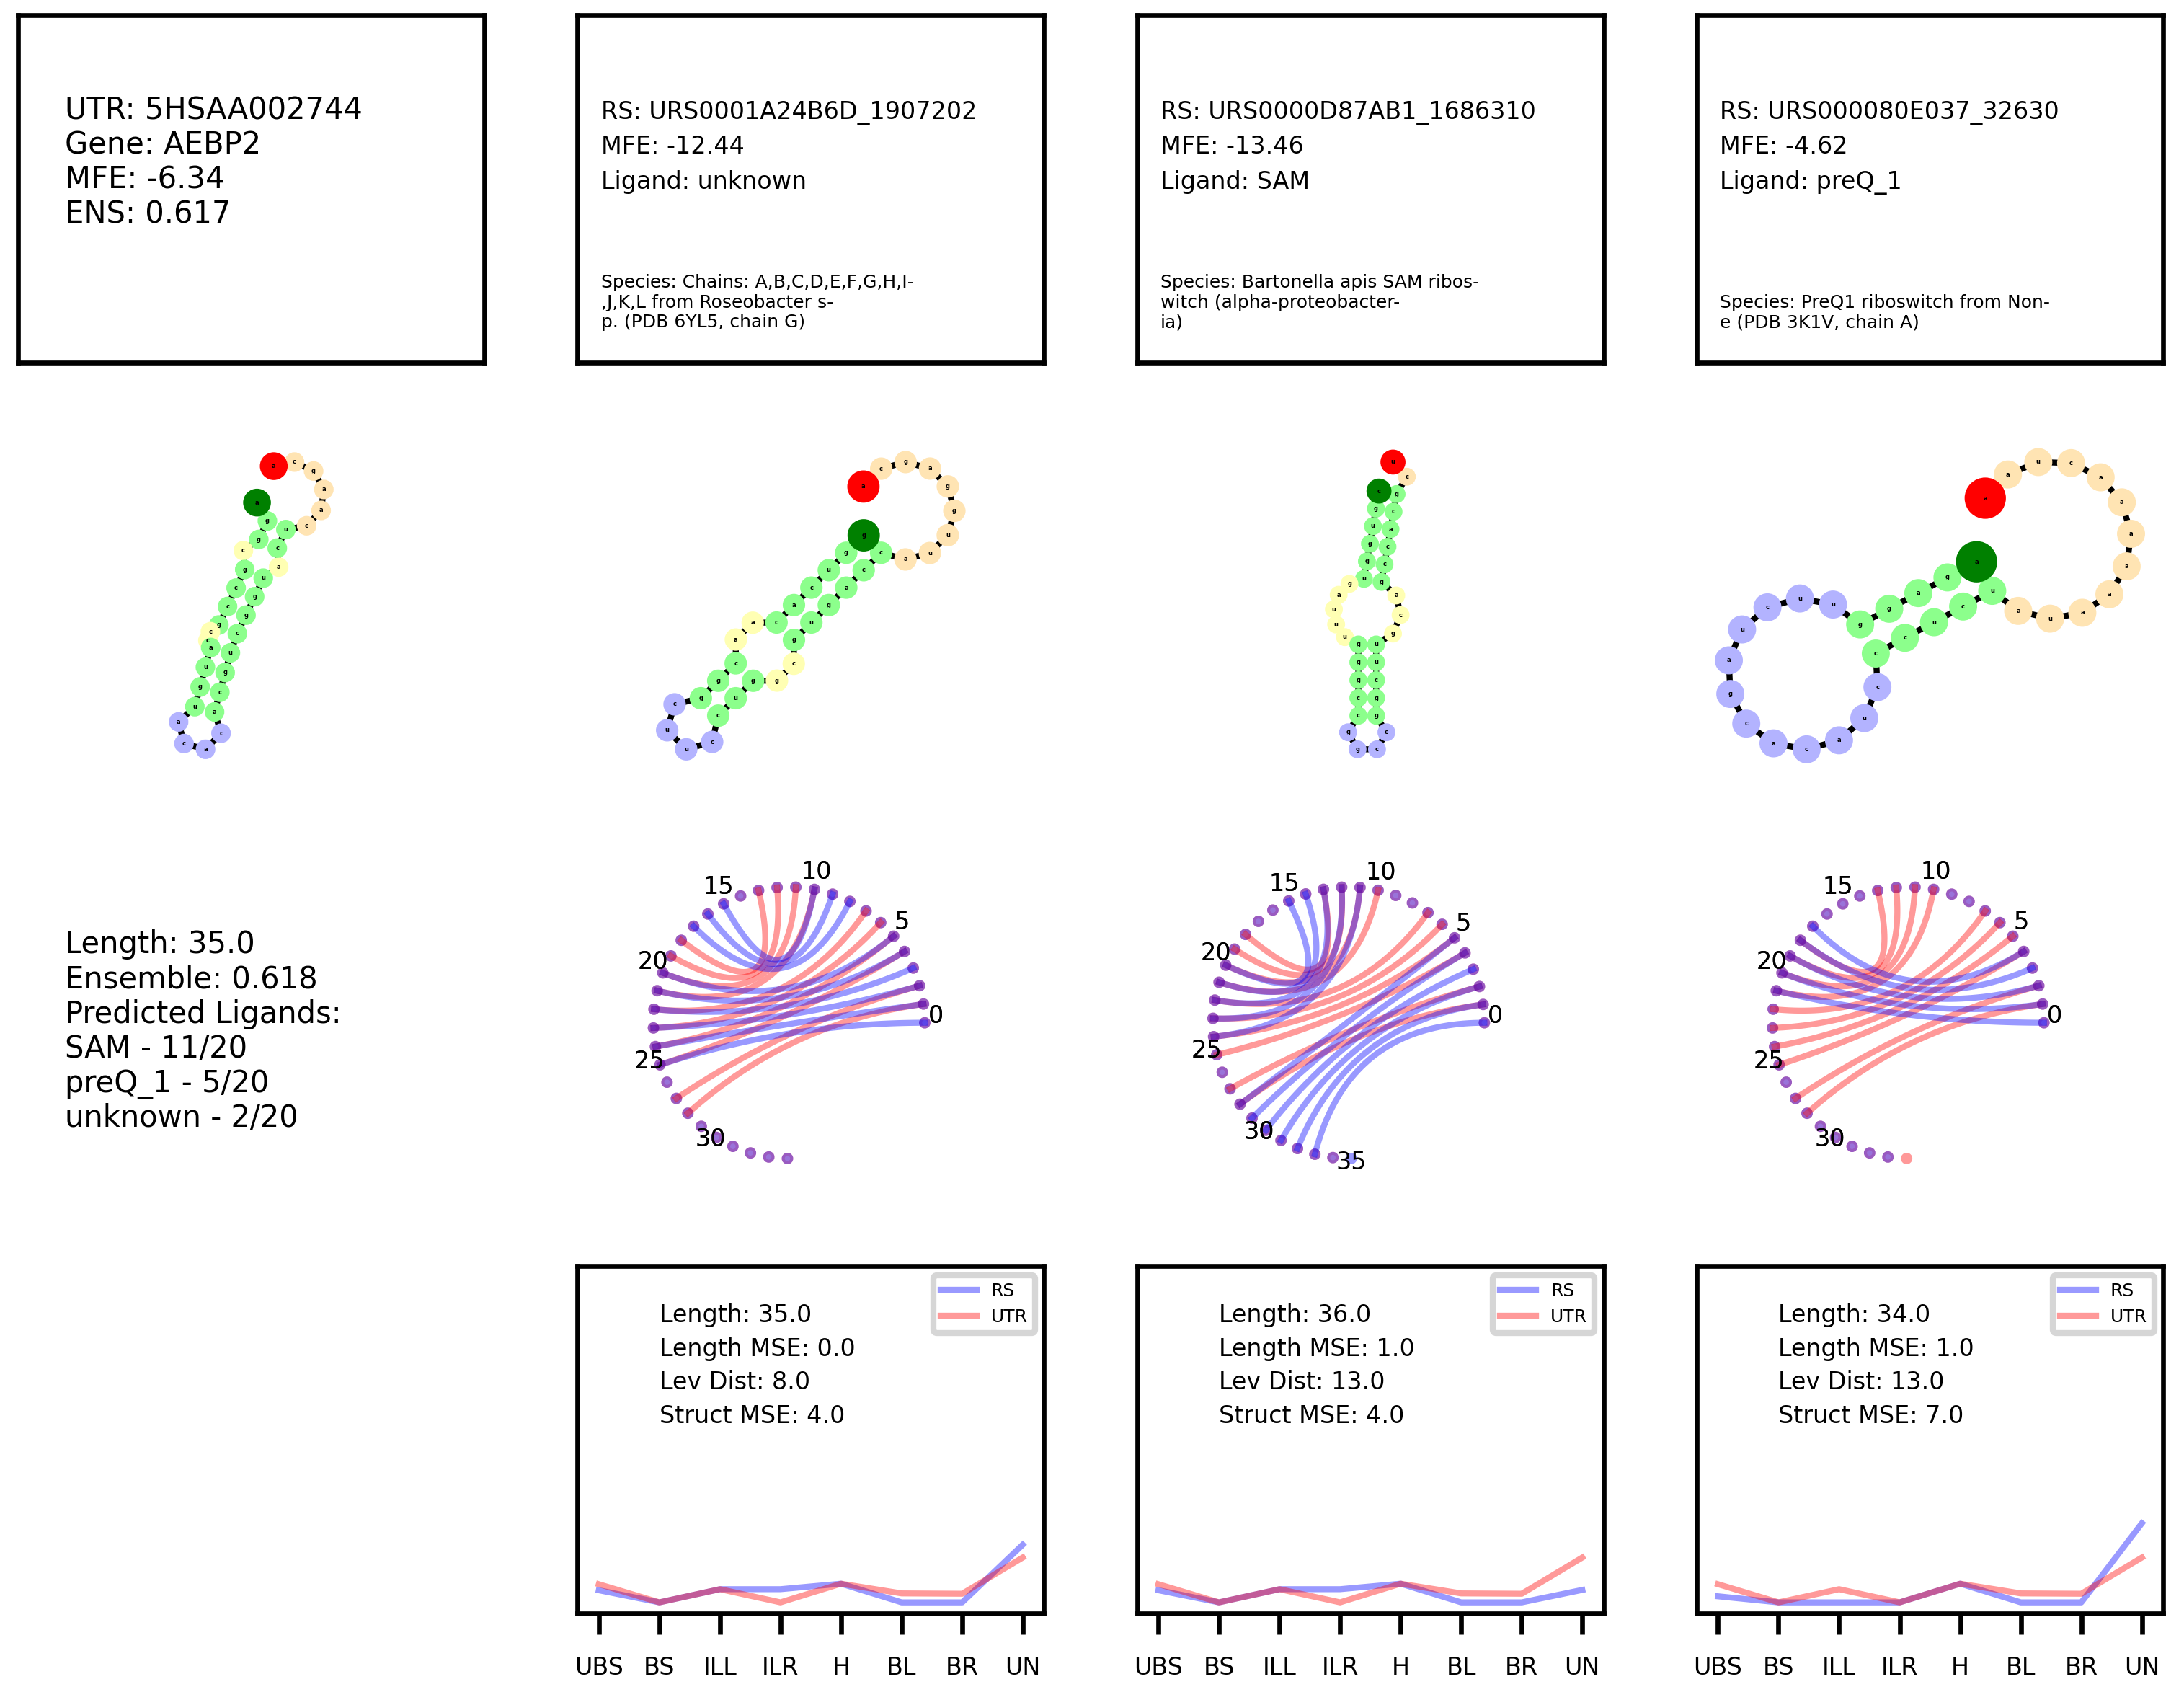 UTR: 5HSAA002744
Gene: AEBP2
MFE: -6.34
ENS: 0.617
RS: URS0001A24B6D_1907202
MFE: -12.44
Ligand: unknown
Species: Chains: A,B,C,D,E,F,G,H,I-
,J,K,L from Roseobacter s-
p. (PDB 6YL5, chain G)
RS: URS0000D87AB1_1686310
MFE: -13.46
Ligand: SAM
Species: Bartonella apis SAM ribos-
witch (alpha-proteobacter-
ia)
RS: URS000080E037_32630
MFE: -4.62
Ligand: preQ_1
Species: PreQ1 riboswitch from Non-
e (PDB 3K1V, chain A)
Length: 35.0
Ensemble: 0.618
Predicted Ligands:
SAM - 11/20
preQ_1 - 5/20
unknown - 2/20
0
5
10
15
20
25
30
0
5
10
15
20
25
30
35
0
5
10
15
20
25
30
RS
UTR
Length: 35.0
Length MSE: 0.0
Lev Dist: 8.0
Struct MSE: 4.0
UBS BS ILL ILR H BL BR UN
RS
UTR
Length: 36.0
Length MSE: 1.0
Lev Dist: 13.0
Struct MSE: 4.0
UBS BS ILL ILR H BL BR UN
RS
UTR
Length: 34.0
Length MSE: 1.0
Lev Dist: 13.0
Struct MSE: 7.0
UBS BS ILL ILR H BL BR UN